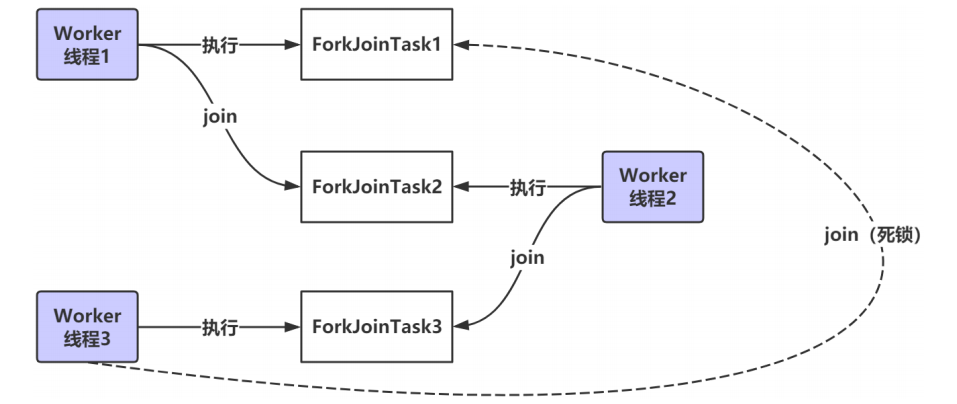 Worker
线程1
执行
ForkJoinTask1
join
ForkJoinTask2
执行
Worker
线程2
join（死锁）
join
Worker
线程3
执行
ForkJoinTask3